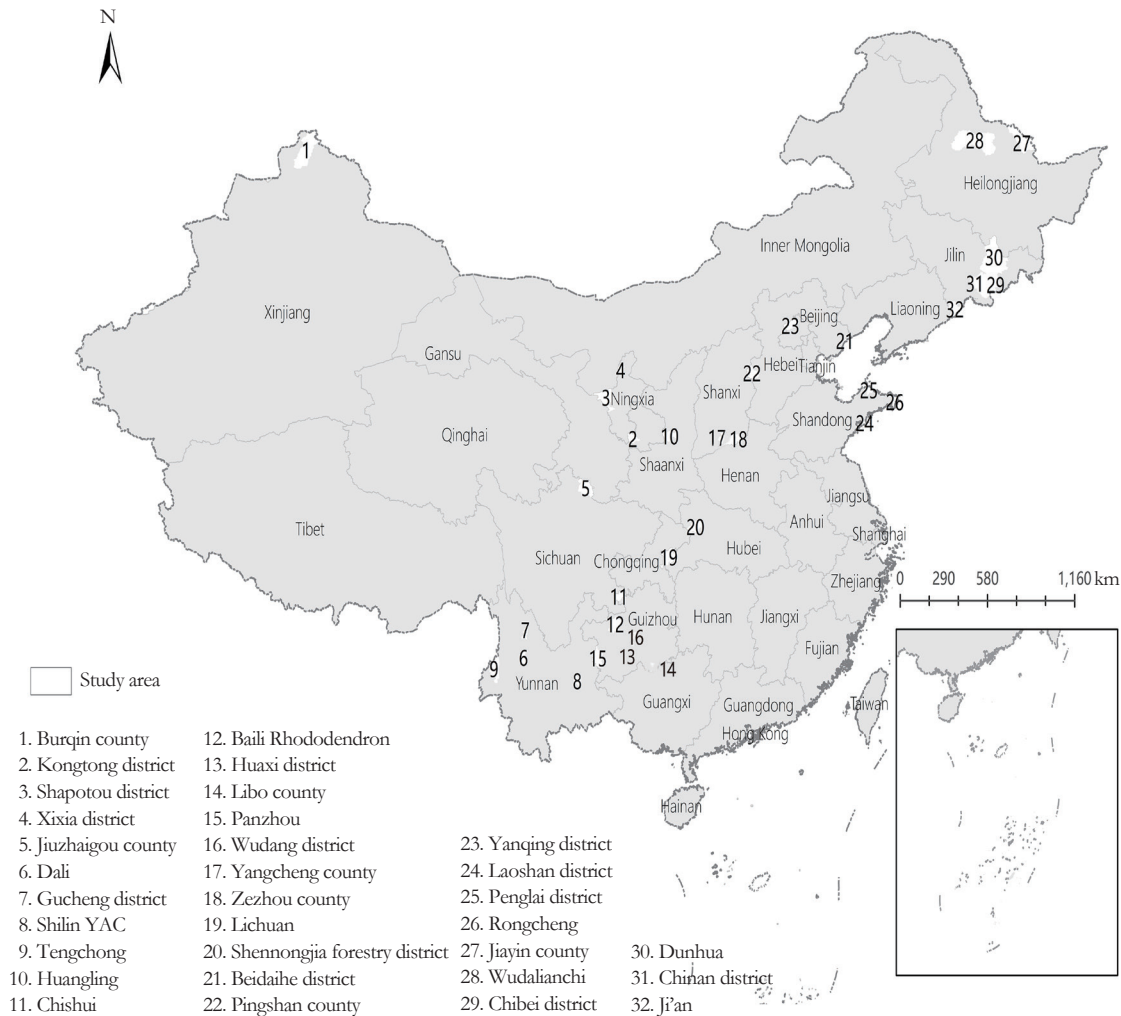 N
1
28
27
Heilongjiang
Inner Mongolia
Jilin
30
31 29
Xinjiang
Liaoning 32
Beijing
23
21
Gansu
4
Hebei Tianjin
22
3 Ningxia
Shanxi
25
26
Shandong
24
Qinghai
2 10 17 18
Shaanxi
Henan
5
Jiangsu
Tibet
20
Anhui
Shanghai
Hubei
Sichuan
Chongqing 19
Zhejiang
0 290 580 1,160 km
11
12 Guizhou
Hunan
Jiangxi
7
16
Fujian
9 6 15 13
14
8
Yunnan
Study area
Guangxi
Guangdong
Taiwan
Hong Kong
Hainan
1. Burqin county
2. Kongtong district
3. Shapotou district
4. Xixia district
5. Jiuzhaigou county
6. Dali
7. Gucheng district
8. Shilin YAC
9. Tengchong
10. Huangling
11. Chishui
12. Baili Rhododendron
13. Huaxi district
14. Libo county
15. Panzhou
16. Wudang district
17. Yangcheng county
18. Zezhou county
19. Lichuan
20. Shennongjia forestry district
21. Beidaihe district
22. Pingshan county
23. Yanqing district
24. Laoshan district
25. Penglai district
26. Rongcheng
27. Jiayin county
28. Wudalianchi
29. Chibei district
30. Dunhua
31. Chinan district
32. Ji'an